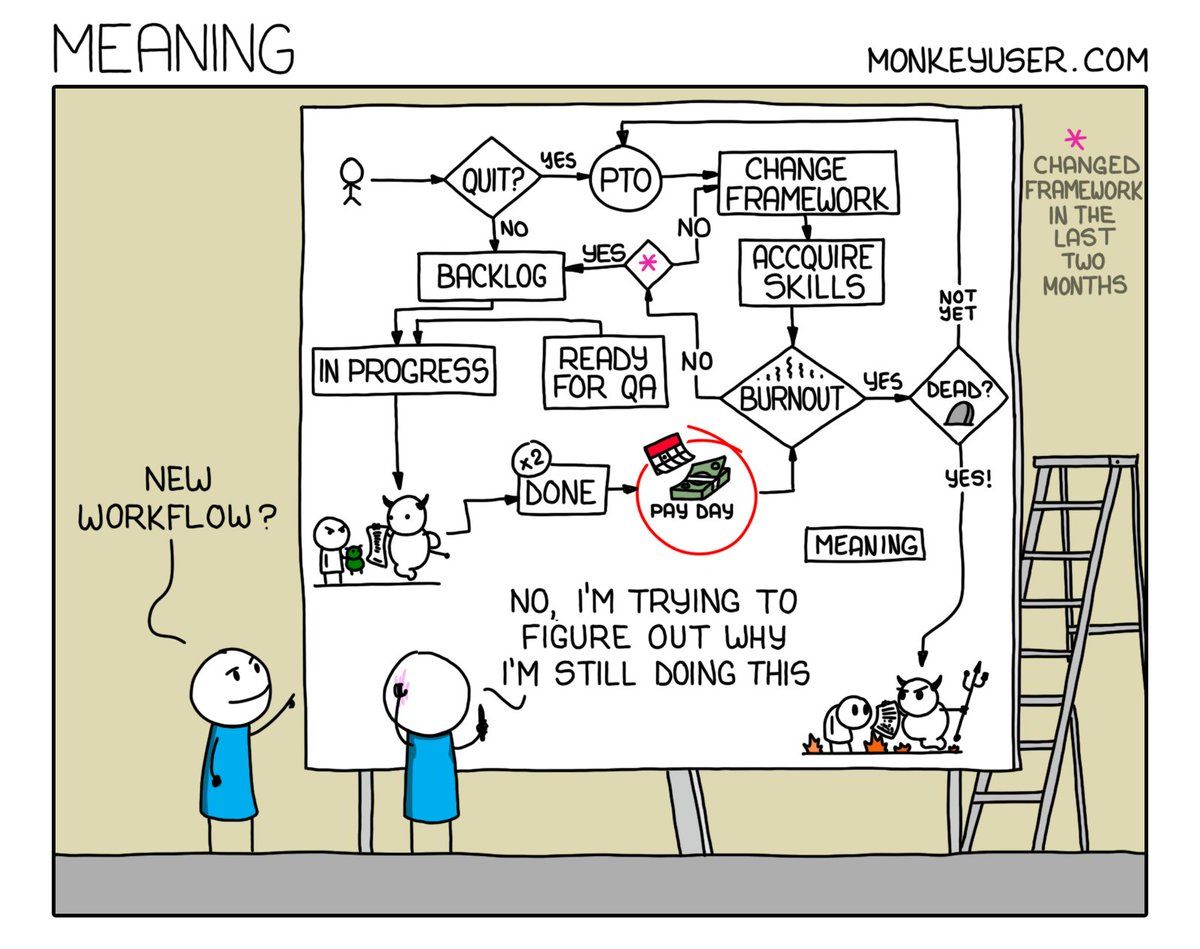 MEANING
MONKEYUSER.COM
QUIT?
YES
PTO
CHANGE
FRAMEWORK
*
CHANGED
FRAMEWORK
IN THE
LAST
TWO
MONTHS
NO
BACKLOG
YES
*
NO
ACCQUIRE
SKILLS
NOT
YET
IN PROGRESS
READY
FOR QA
NO
BURNOUT
YES
DEAD?
x2
DONE
PAY DAY
YES!
MEANING
NEW
WORKFLOW?
NO, I'M TRYING TO
FIGURE OUT WHY
I'M STILL DOING THIS